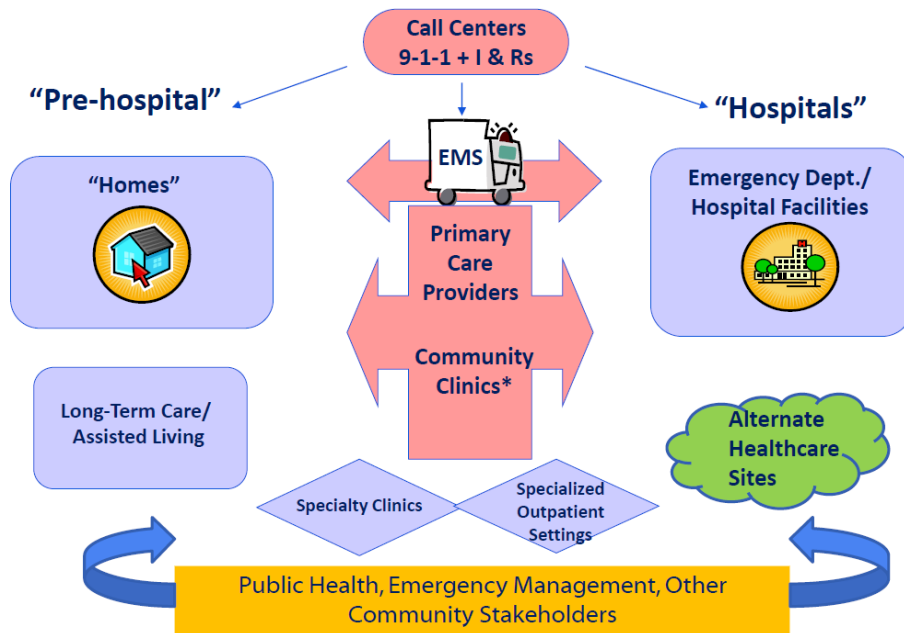 Call Centers
9-1-1 + I & Rs
“Pre-hospital”
“Hospitals”
EMS
“Homes”
Emergency Dept./
Hospital Facilities
Primary
Care
Providers
Community
Clinics*
Long-Term Care/
Assisted Living
Alternate
Healthcare
Sites
Specialty Clinics
Specialized
Outpatient
Settings
Public Health, Emergency Management, Other
Community Stakeholders